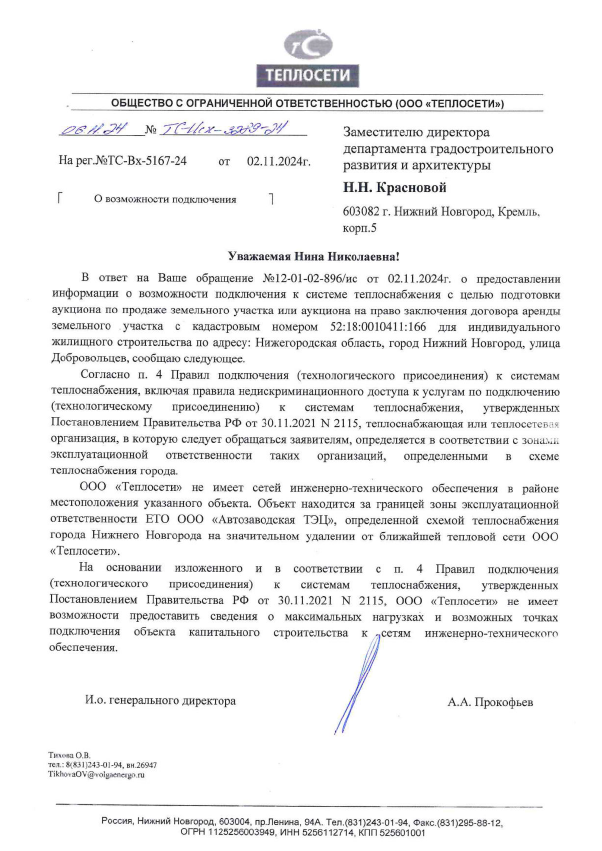 ТС
ТЕПЛОСЕТИ
ОБЩЕСТВО С ОГРАНИЧЕННОЙ ОТВЕТСТВЕННОСТЬЮ (ООО «ТЕПЛОСЕТИ»)
06.11.24 № ТС-Исх-3289-24
На рег.№ТС-Вх-5167-24 от 02.11.2024г.
О возможности подключения
Заместителю директора
департамента градостроительного
развития и архитектуры
Н.Н. Красновой
603082 г. Нижний Новгород, Кремль,
корп.5
Уважаемая Нина Николаевна!
В ответ на Ваше обращение №12-01-02-896/ис от 02.11.2024г. о предоставлении
информации о возможности подключения к системе теплоснабжения с целью подготовки
аукциона по продаже земельного участка или аукциона на право заключения договора аренды
земельного участка с кадастровым номером 52:18:0010411:166 для индивидуального
жилищного строительства по адресу: Нижегородская область, город Нижний Новгород, улица
Добровольцев, сообщаю следующее.
Согласно п. 4 Правил подключения (технологического присоединения) к системам
теплоснабжения, включая правила недискриминационного доступа к услугам по подключению
(технологическому присоединению) к системам теплоснабжения, утвержденных
Постановлением Правительства РФ от 30.11.2021 N 2115, теплоснабжающая или теплосетевая
организация, в которую следует обращаться заявителям, определяется в соответствии с зонами
эксплуатационной ответственности таких организаций, определенными в схеме
теплоснабжения города.
ООО «Теплосети» не имеет сетей инженерно-технического обеспечения в районе
местоположения указанного объекта. Объект находится за границей зоны эксплуатационной
ответственности ЕТО ООО «Автозаводская ТЭЦ», определенной схемой теплоснабжения
города Нижнего Новгорода на значительном удалении от ближайшей тепловой сети ООО
«Теплосети».
На основании изложенного и в соответствии с п. 4 Правил подключения
(технологического присоединения) к системам теплоснабжения, утвержденных
Постановлением Правительства РФ от 30.11.2021 N 2115, ООО «Теплосети» не имеет
возможности предоставить сведения о максимальных нагрузках и возможных точках
подключения объекта капитального строительства к сетям инженерно-технического
обеспечения.
И.о. генерального директора А.А. Прокофьев
Тихова О.В.
тел.: 8(831)243-01-94, вн.26947
TikhovaOV@volgaenergo.ru
Россия, Нижний Новгород, 603004, пр.Ленина, 94А. Тел.(831)243-01-94, Факс.(831)295-88-12,
ОГРН 1125256003949, ИНН 5256112714, КПП 525601001